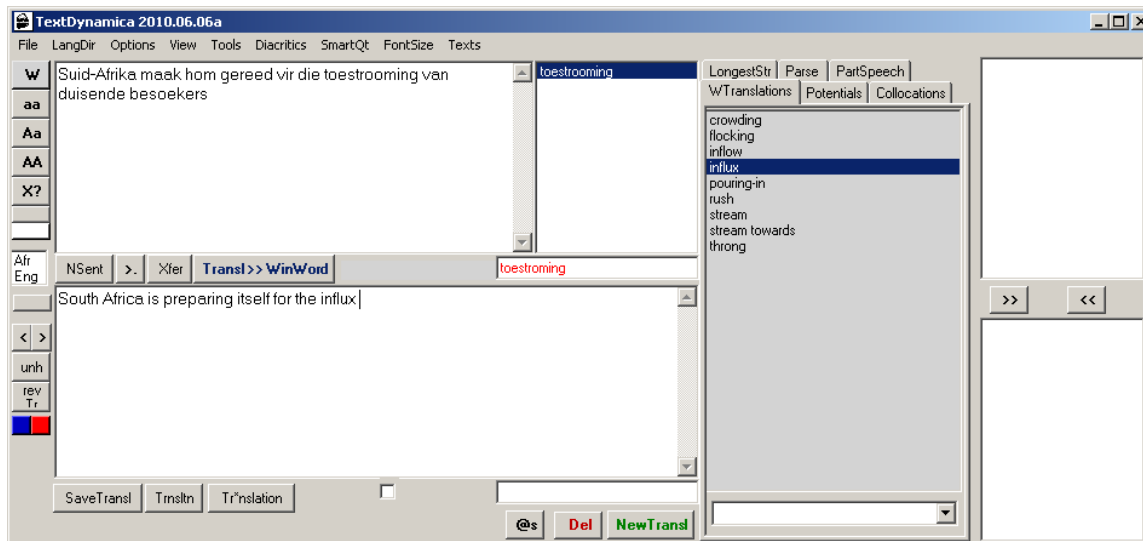 TextDynamica 2010.06.06a
File LangDir Options View Tools Diacritics SmartQt FontSize Texts
W
aa
Aa
AA
X?
Afr
Eng
< >
unh
rev
Tr
Suid-Afrika maak hom gereed vir die toestrooming van
duisende besoekers
toestrooming
NSent >. Xfer Transl>>WinWord
toestroming
South Africa is preparing itself for the influx
SaveTransl Trnsltn Tr*nslation
@s Del NewTransl
LongestStr Parse PartSpeech
WTranslations Potentials Collocations
crowding
flocking
inflow
influx
pouring-in
rush
stream
stream towards
throng
>> <<